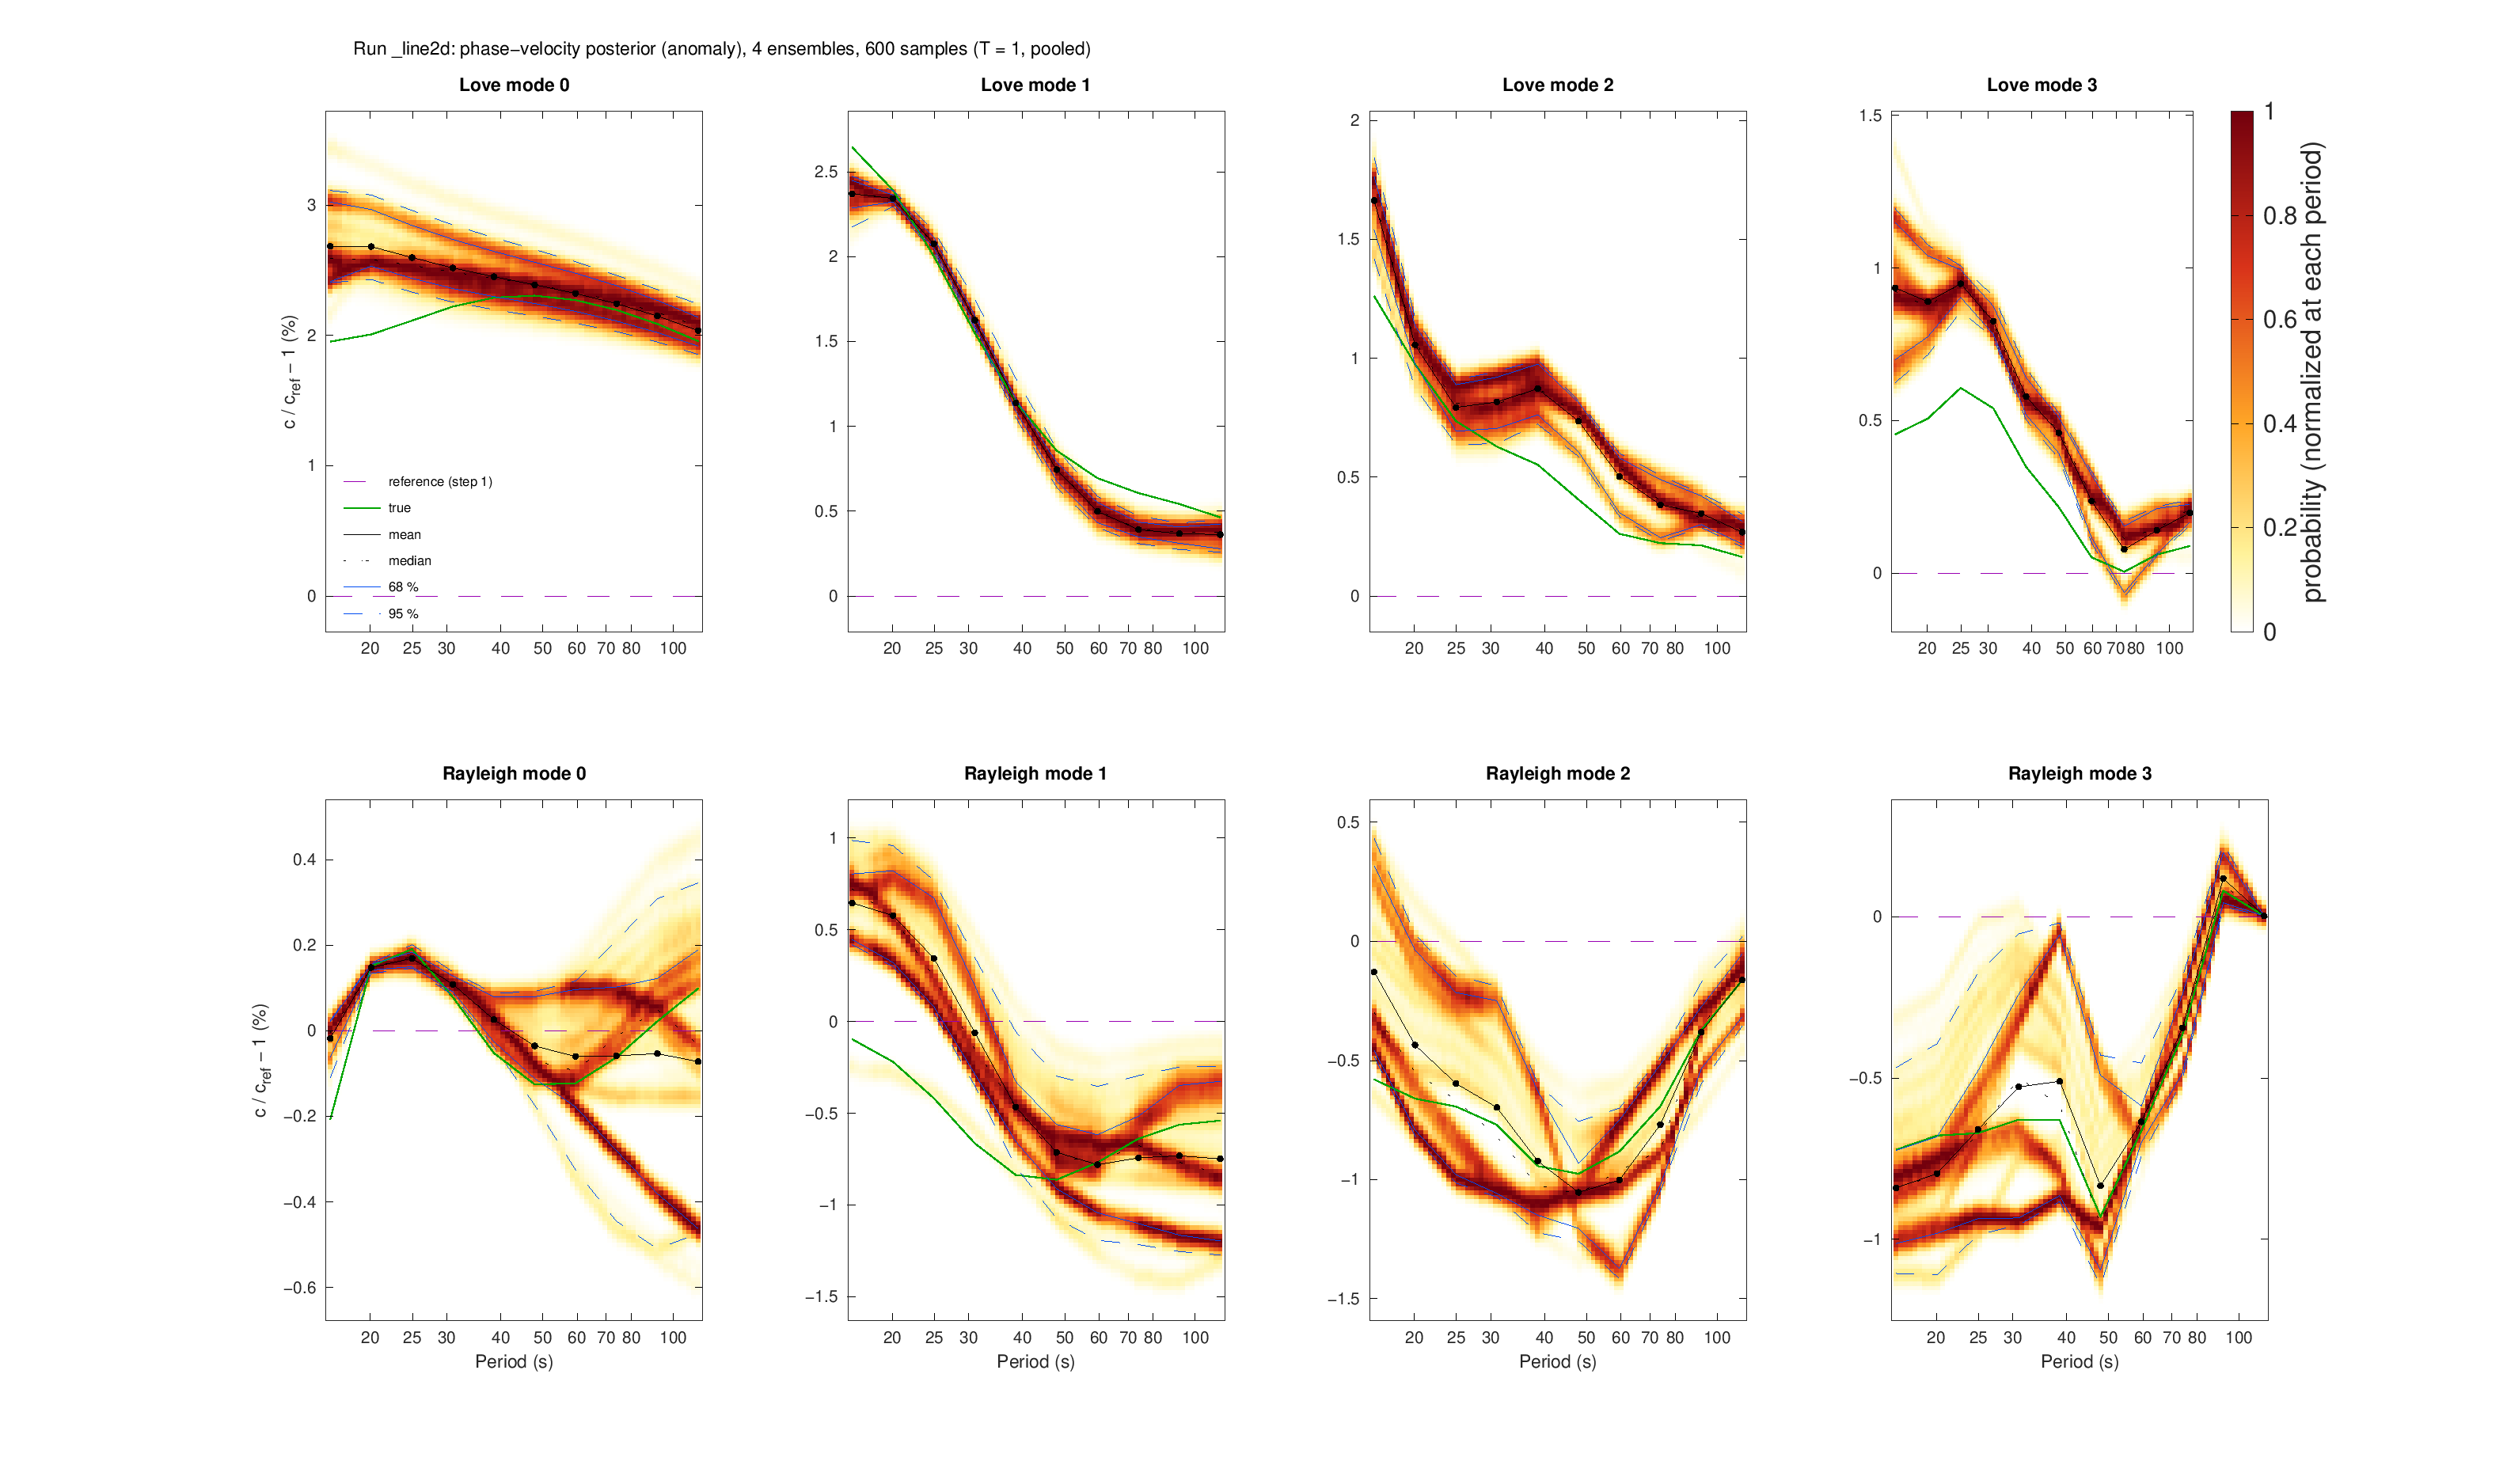 Run _line2d: phase−velocity posterior (anomaly), 4 ensembles, 600 samples (T = 1, pooled)
Love mode 0
Love mode 1
Love mode 2
Love mode 3
c / cref − 1 (%)
3
2
1
0
reference (step 1)
true
mean
median
68 %
95 %
20 25 30 40 50 60 70 80 100
2.5
2
1.5
1
0.5
0
20 25 30 40 50 60 70 80 100
2
1.5
1
0.5
0
20 25 30 40 50 60 70 80 100
1.5
1
0.5
0
20 25 30 40 50 60 70 80 100
1
0.8
0.6
0.4
0.2
0
probability (normalized at each period)
Rayleigh mode 0
Rayleigh mode 1
Rayleigh mode 2
Rayleigh mode 3
c / cref − 1 (%)
0.4
0.2
0
−0.2
−0.4
−0.6
20 25 30 40 50 60 70 80 100
Period (s)
1
0.5
0
−0.5
−1
−1.5
20 25 30 40 50 60 70 80 100
Period (s)
0.5
0
−0.5
−1
−1.5
20 25 30 40 50 60 70 80 100
Period (s)
0
−0.5
−1
20 25 30 40 50 60 70 80 100
Period (s)